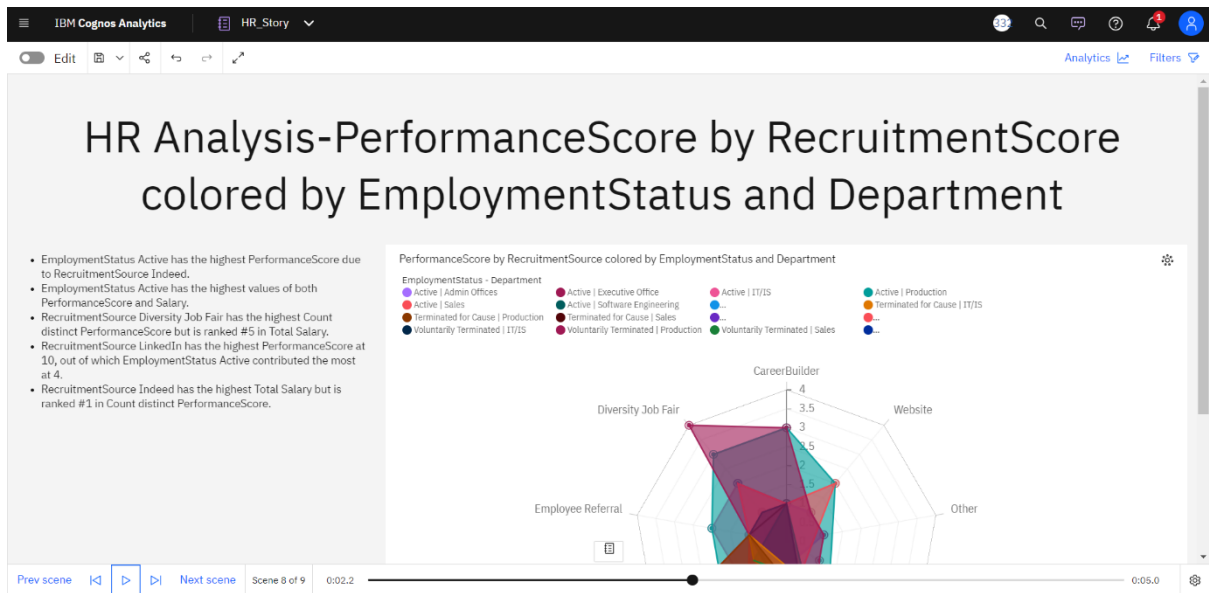 IBM Cognos Analytics
HR_Story
1
Edit
Analytics
Filters
HR Analysis-PerformanceScore by RecruitmentScore
colored by EmploymentStatus and Department
• EmploymentStatus Active has the highest PerformanceScore due
to RecruitmentSource Indeed.
• EmploymentStatus Active has the highest values of both
PerformanceScore and Salary.
• RecruitmentSource Diversity Job Fair has the highest Count
distinct PerformanceScore but is ranked #5 in Total Salary.
• RecruitmentSource LinkedIn has the highest PerformanceScore at
10, out of which EmploymentStatus Active contributed the most
at 4.
• RecruitmentSource Indeed has the highest Total Salary but is
ranked #1 in Count distinct PerformanceScore.
PerformanceScore by RecruitmentSource colored by EmploymentStatus and Department
EmploymentStatus - Department
Active | Admin Offices Active | Executive Office Active | IT/IS Active | Production
Active | Sales Active | Software Engineering ... Terminated for Cause | IT/IS
Terminated for Cause | Production Terminated for Cause | Sales ... ...
Voluntarily Terminated | IT/IS Voluntarily Terminated | Production Voluntarily Terminated | Sales ...
CareerBuilder
4
Diversity Job Fair 3.5 Website
3
2.5
2
1.5
Employee Referral Other
Prev scene Next scene Scene 8 of 9 0:02.2 0:05.0